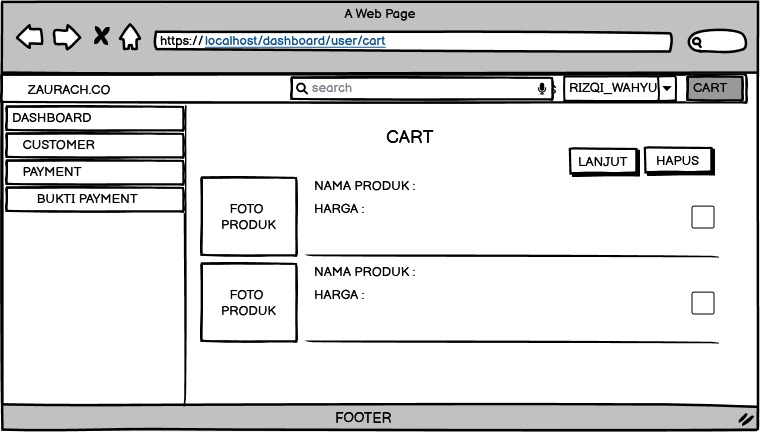 A Web Page
https://localhost/dashboard/user/cart
ZAURACH.CO
search
RIZQI_WAHYU
CART
DASHBOARD
CUSTOMER
PAYMENT
BUKTI PAYMENT
CART
LANJUT
HAPUS
FOTO
PRODUK
NAMA PRODUK :
HARGA :
FOTO
PRODUK
NAMA PRODUK :
HARGA :
FOOTER